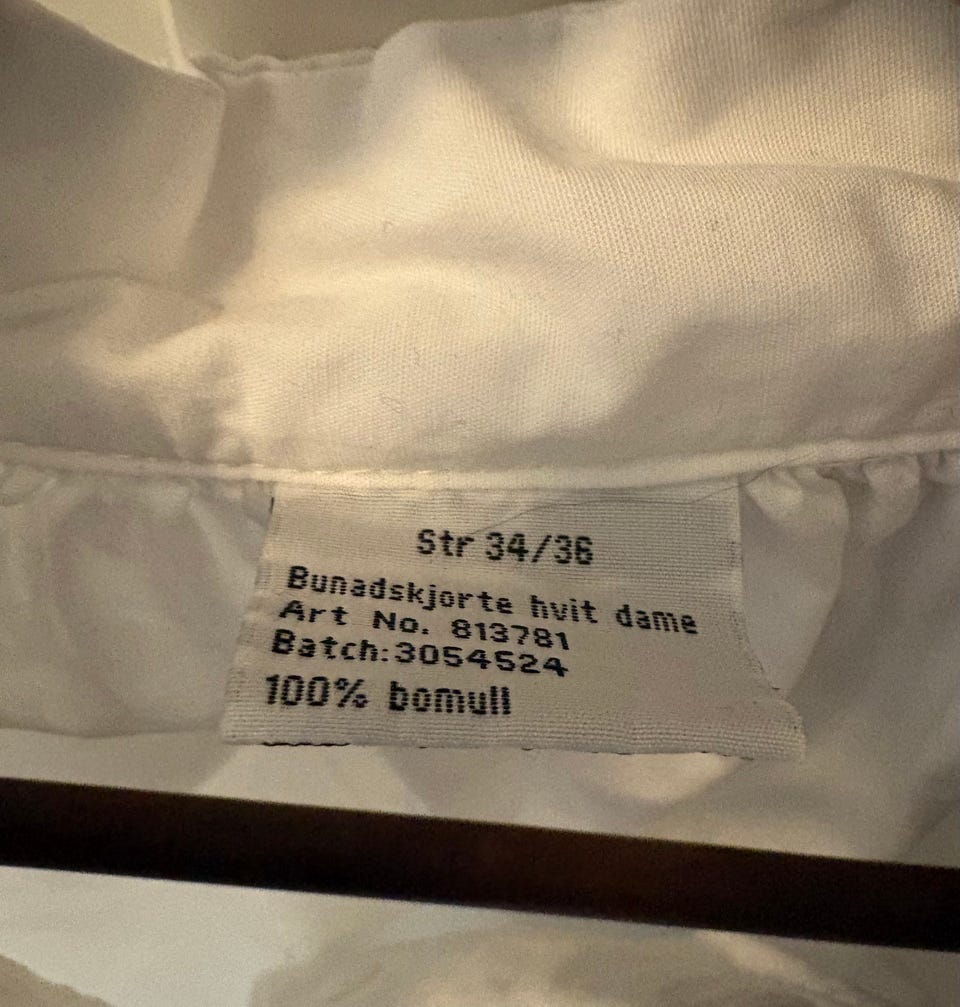 Str 34/36
Bunadskjorte hvit dame
Art No. 813781
Batch:3054524
100% bomull